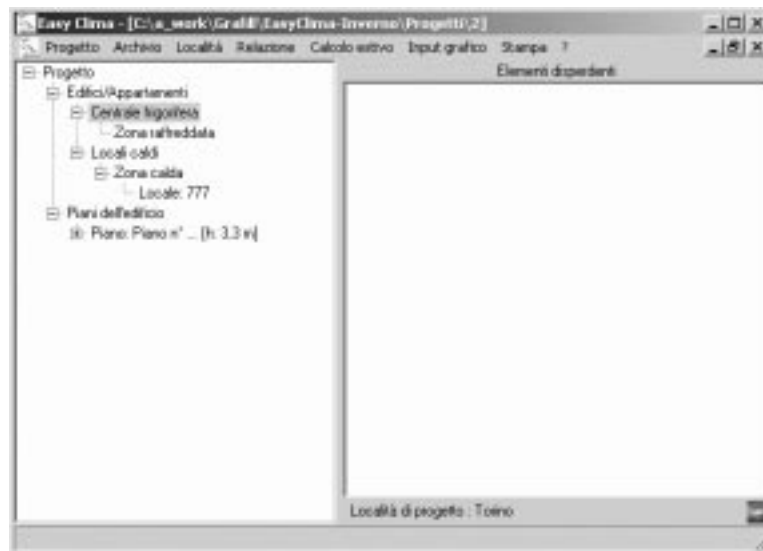 Easy Clima - [C:\a_work\Grafill\EasyClima-Inverno\Progetti\2]
Progetto Archivio Località Relazione Calcolo estivo Input grafico Stampa ?
Elementi disperdenti
Progetto
Edifici/Appartamenti
Centrale frigorifera
Zona raffreddata
Locali caldi
Zona calda
Locale: 777
Piani dell'edificio
Piano: Piano n° ... [h: 3.3 m]
Località di progetto : Torino